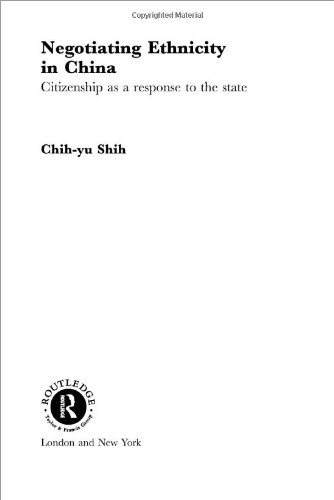 Copyrighted Material
Negotiating Ethnicity
in China
Citizenship as a response to the state
Chih-yu Shih
ROUTLEDGE
R
ROUTLEDGE
Taylor & Francis Group
London and New York